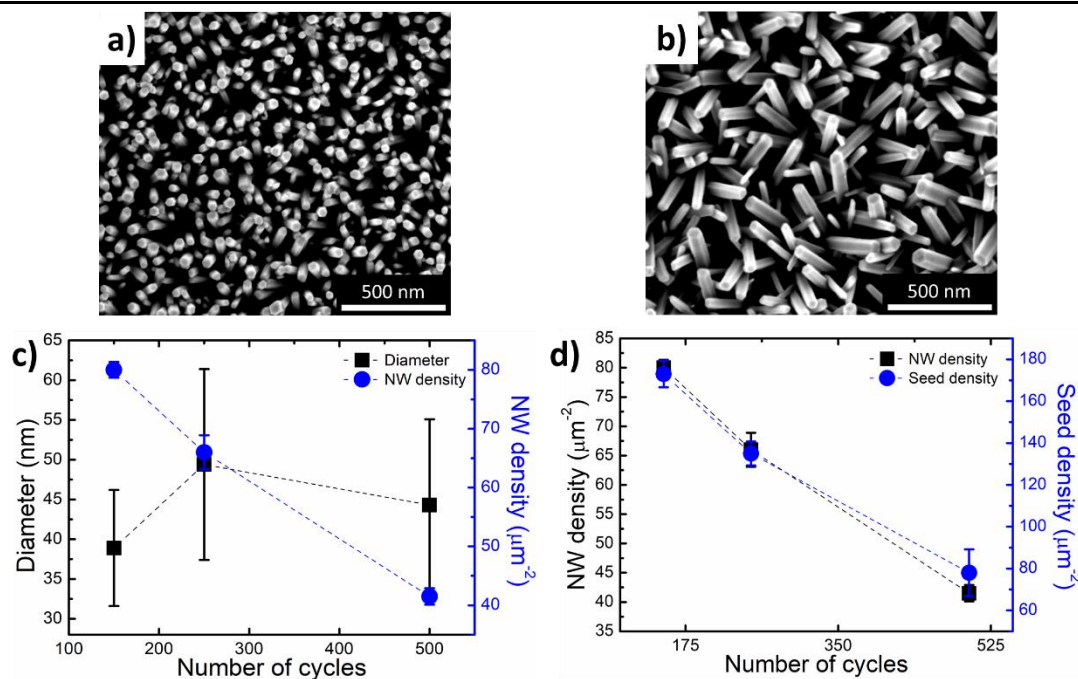 a)
500 nm
b)
500 nm
c)
65
60
55
50
45
40
35
30
Diameter (nm)
Diameter
NW density
80
70
60
50
40
NW density (μm⁻²)
100 200 300 400 500
Number of cycles
d)
85
80
75
70
65
60
55
50
45
40
35
NW density (μm⁻²)
NW density
Seed density
180
160
140
120
100
80
60
Seed density (μm⁻²)
175 350 525
Number of cycles